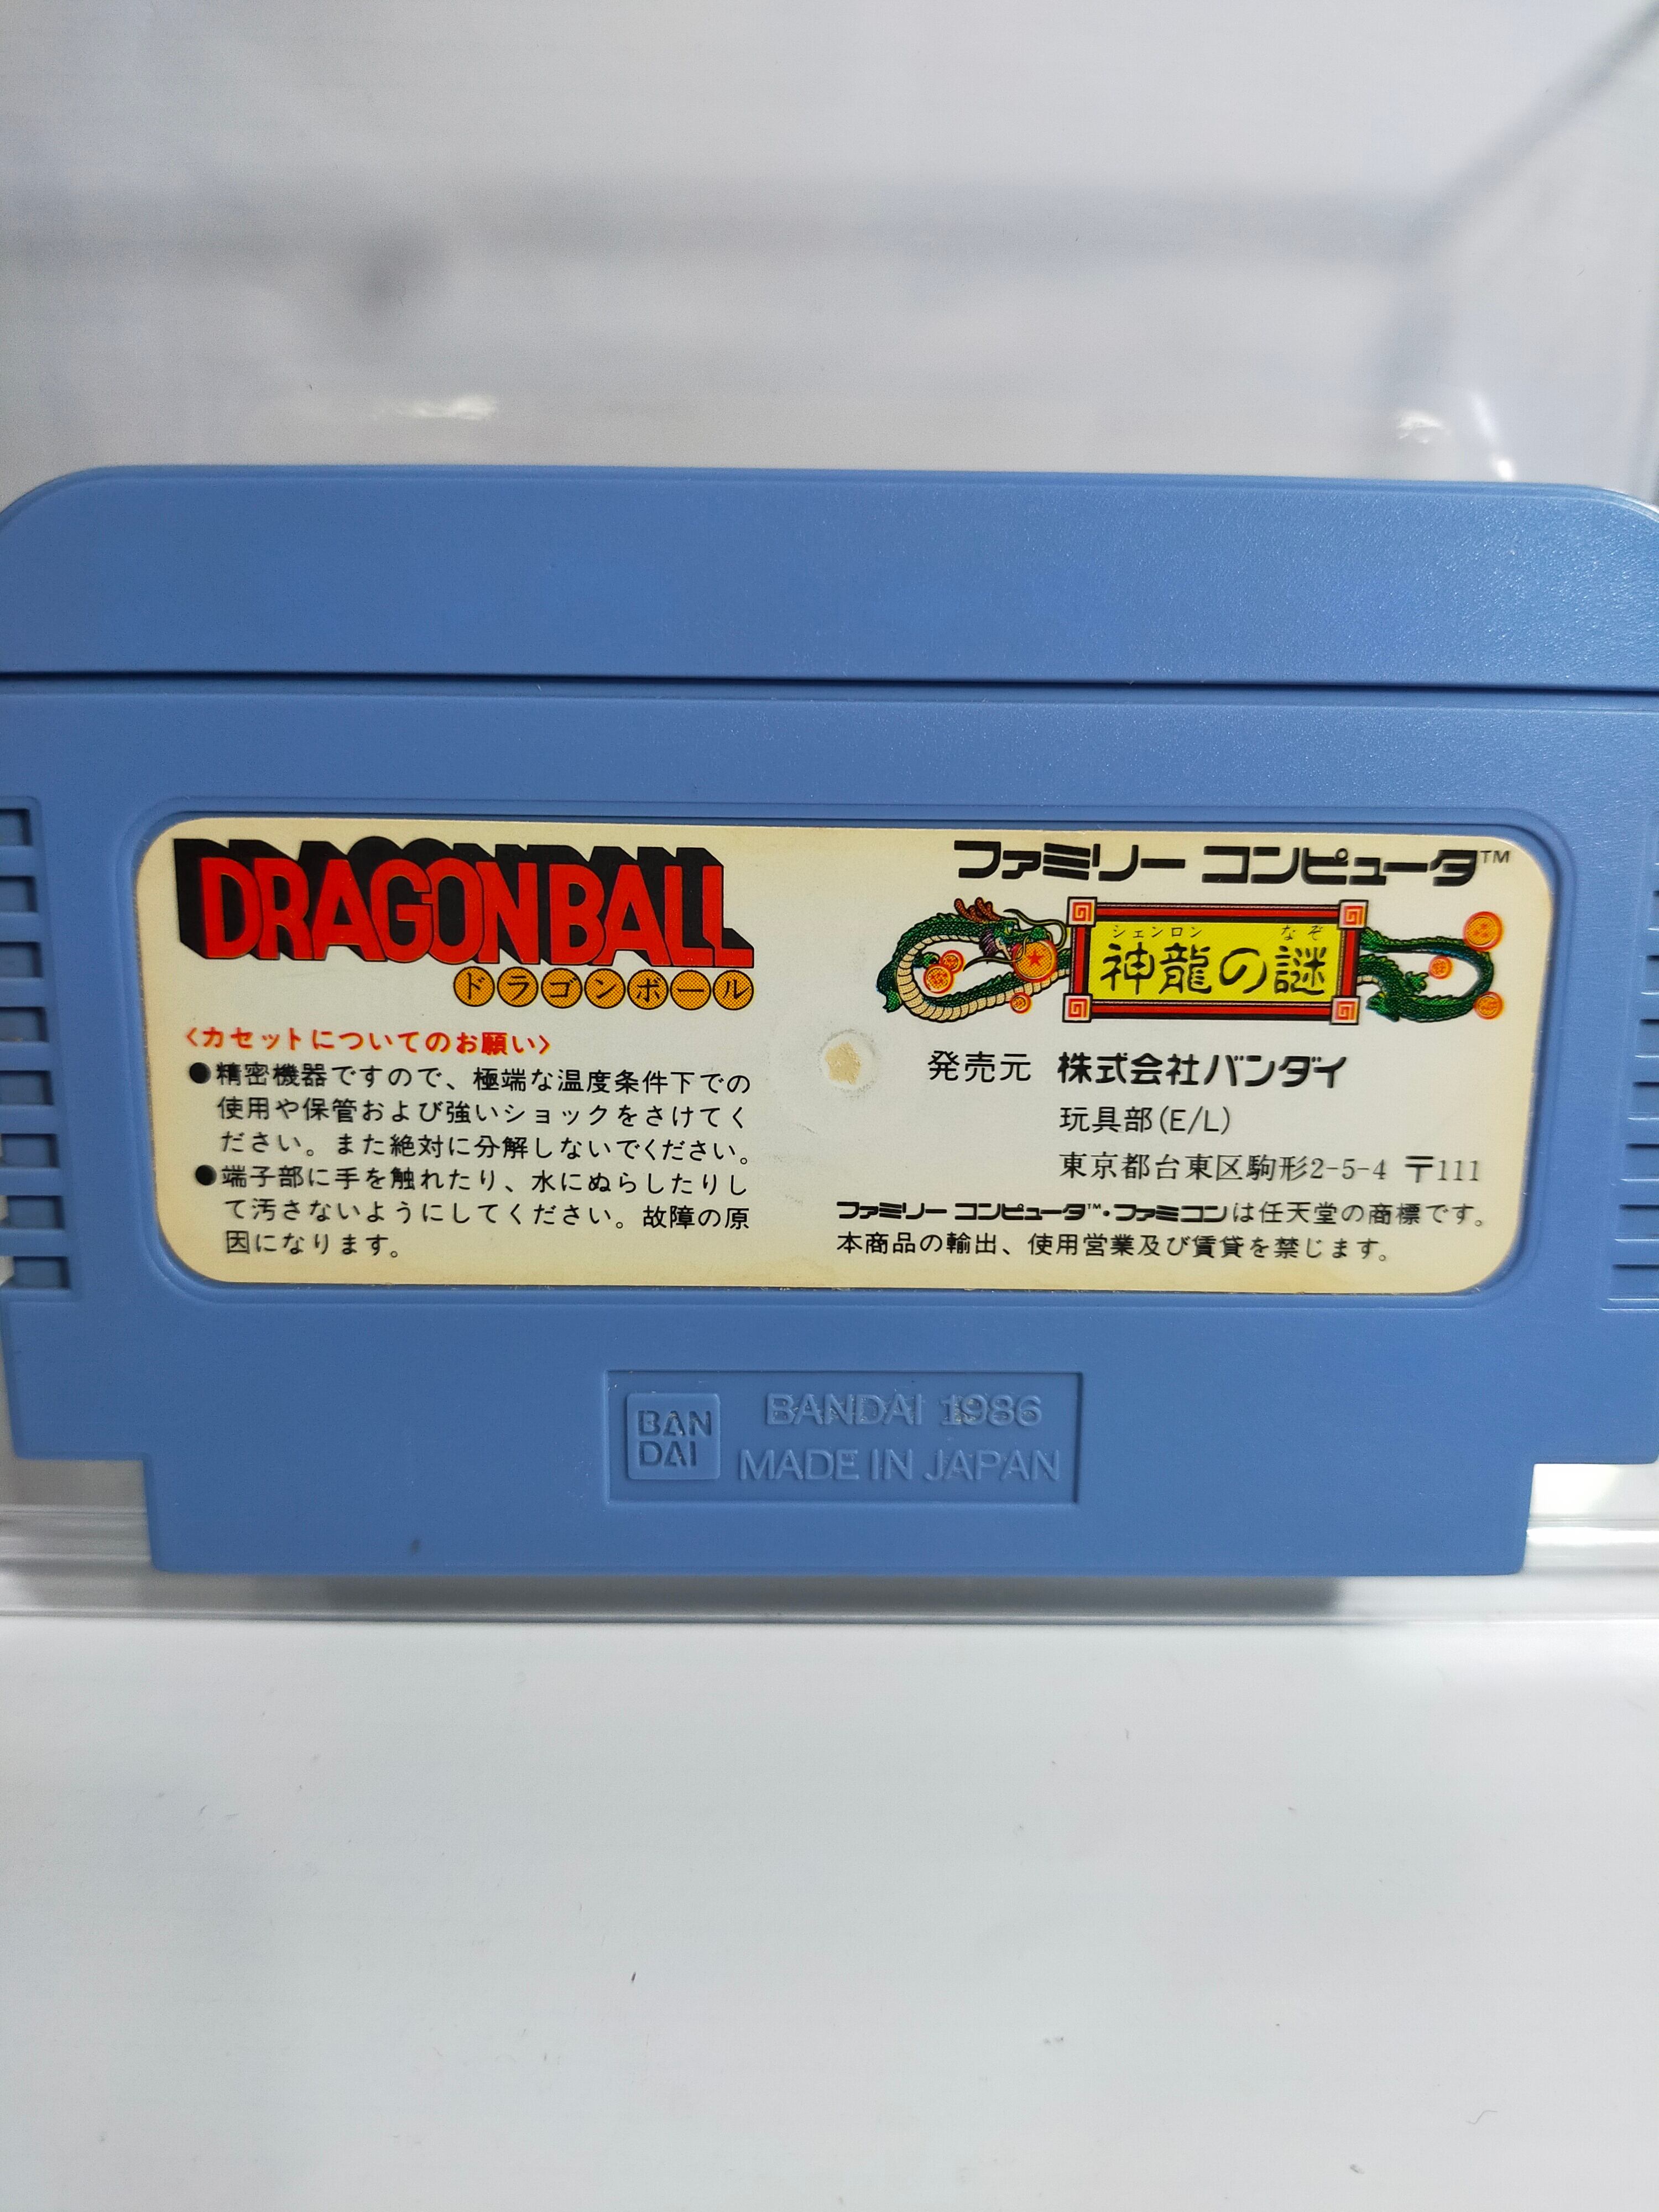 DRAGON BALL
ドラゴンボール
〈カセットについてのお願い〉
●精密機器ですので、極端な温度条件下での
使用や保管および強いショックをさけてく
ださい。また絶対に分解しないでください。
●端子部に手を触れたり、水にぬらしたりし
て汚さないようにしてください。故障の原
因になります。
ファミリー コンピュータ™
シェンロン なぞ
神龍の謎
発売元 株式会社バンダイ
玩具部(E/L)
東京都台東区駒形2-5-4 〒111
ファミリー コンピュータ™・ファミコンは任天堂の商標です。
本商品の輸出、使用営業及び賃貸を禁じます。
BAN
DAI
BANDAI 1986
MADE IN JAPAN